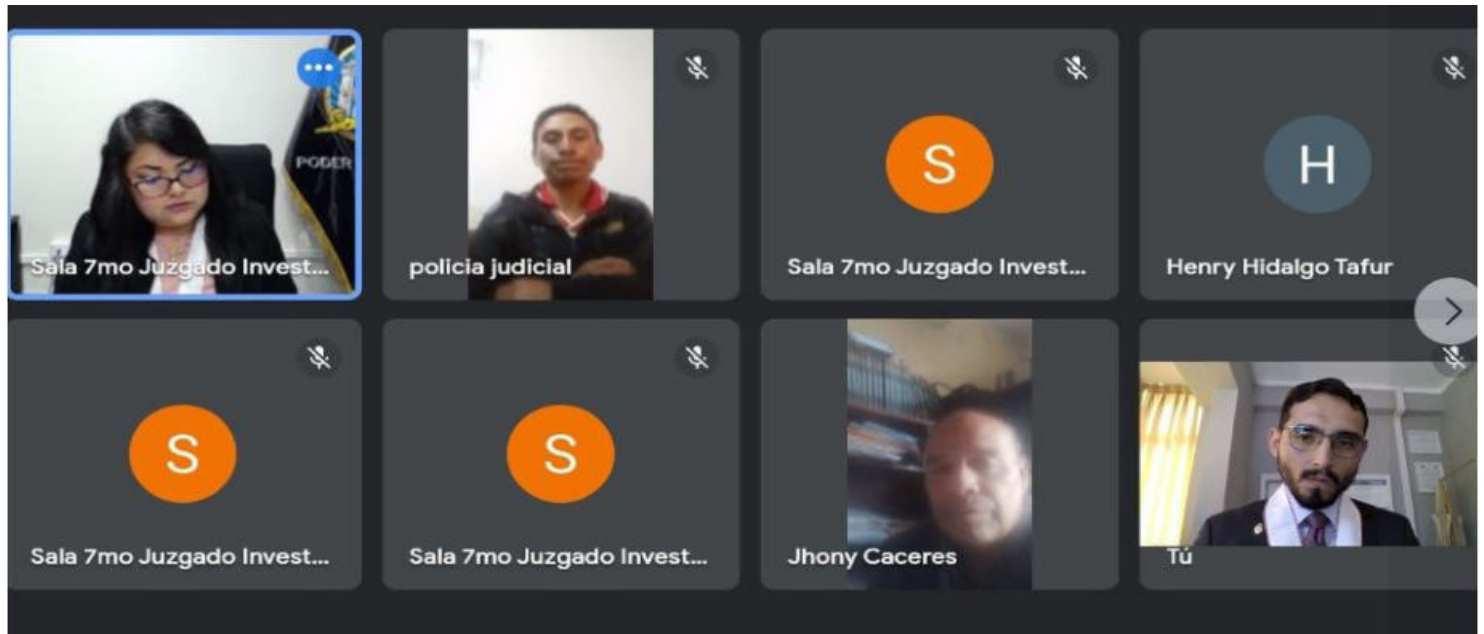 PODER
Sala 7mo Juzgado Invest...
policia judicial
S
Sala 7mo Juzgado Invest...
H
Henry Hidalgo Tafur
S
Sala 7mo Juzgado Invest...
S
Sala 7mo Juzgado Invest...
Jhony Caceres
Tú